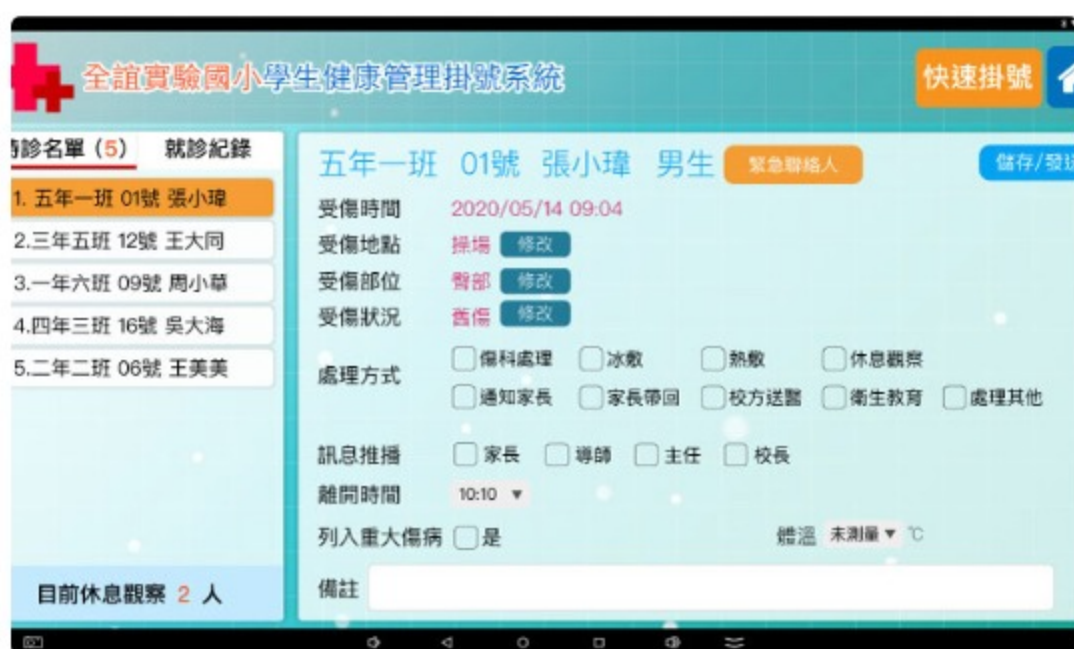 全誼實驗國小學生健康管理掛號系統
快速掛號
待診名單（5） 就診紀錄
1. 五年一班 01號 張小瑋
2.三年五班 12號 王大同
3.一年六班 09號 周小華
4.四年三班 16號 吳大海
5.二年二班 06號 王美美
目前休息觀察 2 人
五年一班 01號 張小瑋 男生 緊急聯絡人 儲存/發送
受傷時間 2020/05/14 09:04
受傷地點 操場 修改
受傷部位 臀部 修改
受傷狀況 舊傷 修改
處理方式
傷科處理 冰敷 熱敷 休息觀察
通知家長 家長帶回 校方送醫 衛生教育 處理其他
訊息推播 家長 導師 主任 校長
離開時間 10:10
列入重大傷病 是 體溫 未測量 ℃
備註